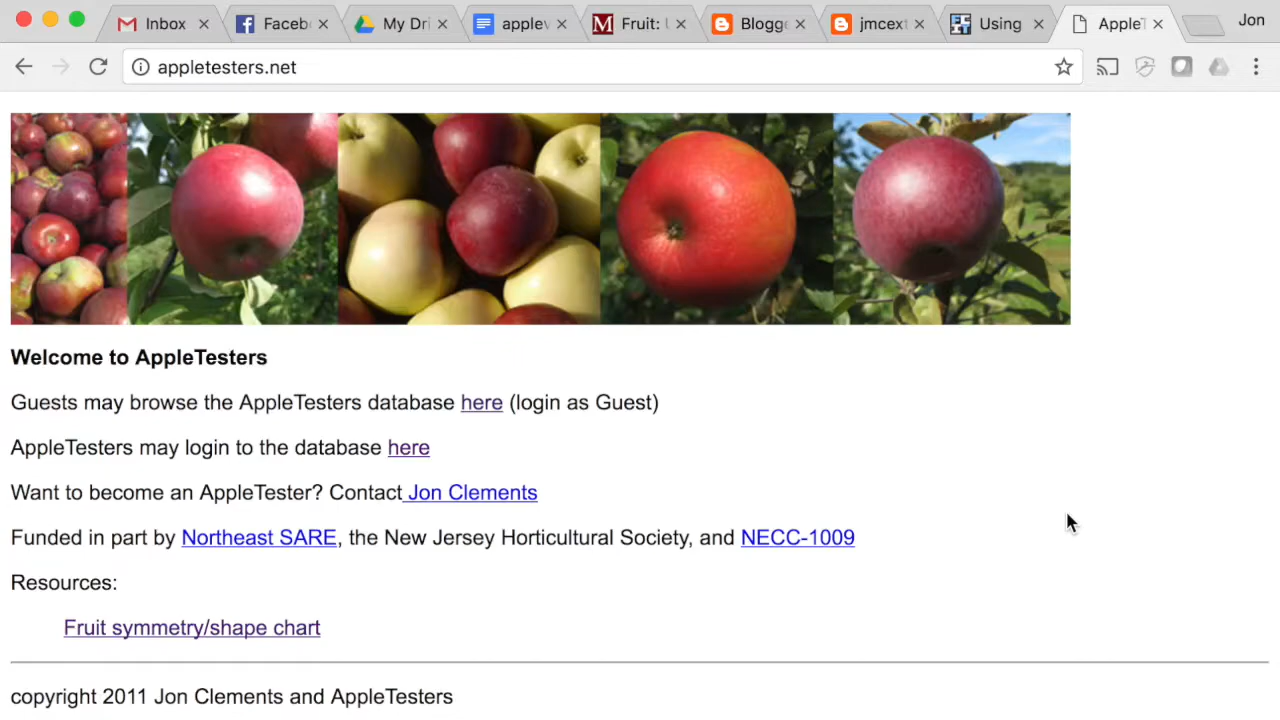 Inbox Faceb My Dri applev Fruit: U Blogge jmcext Using AppleT Jon
appletesters.net
Welcome to AppleTesters
Guests may browse the AppleTesters database here (login as Guest)
AppleTesters may login to the database here
Want to become an AppleTester? Contact Jon Clements
Funded in part by Northeast SARE, the New Jersey Horticultural Society, and NECC-1009
Resources:
Fruit symmetry/shape chart
copyright 2011 Jon Clements and AppleTesters